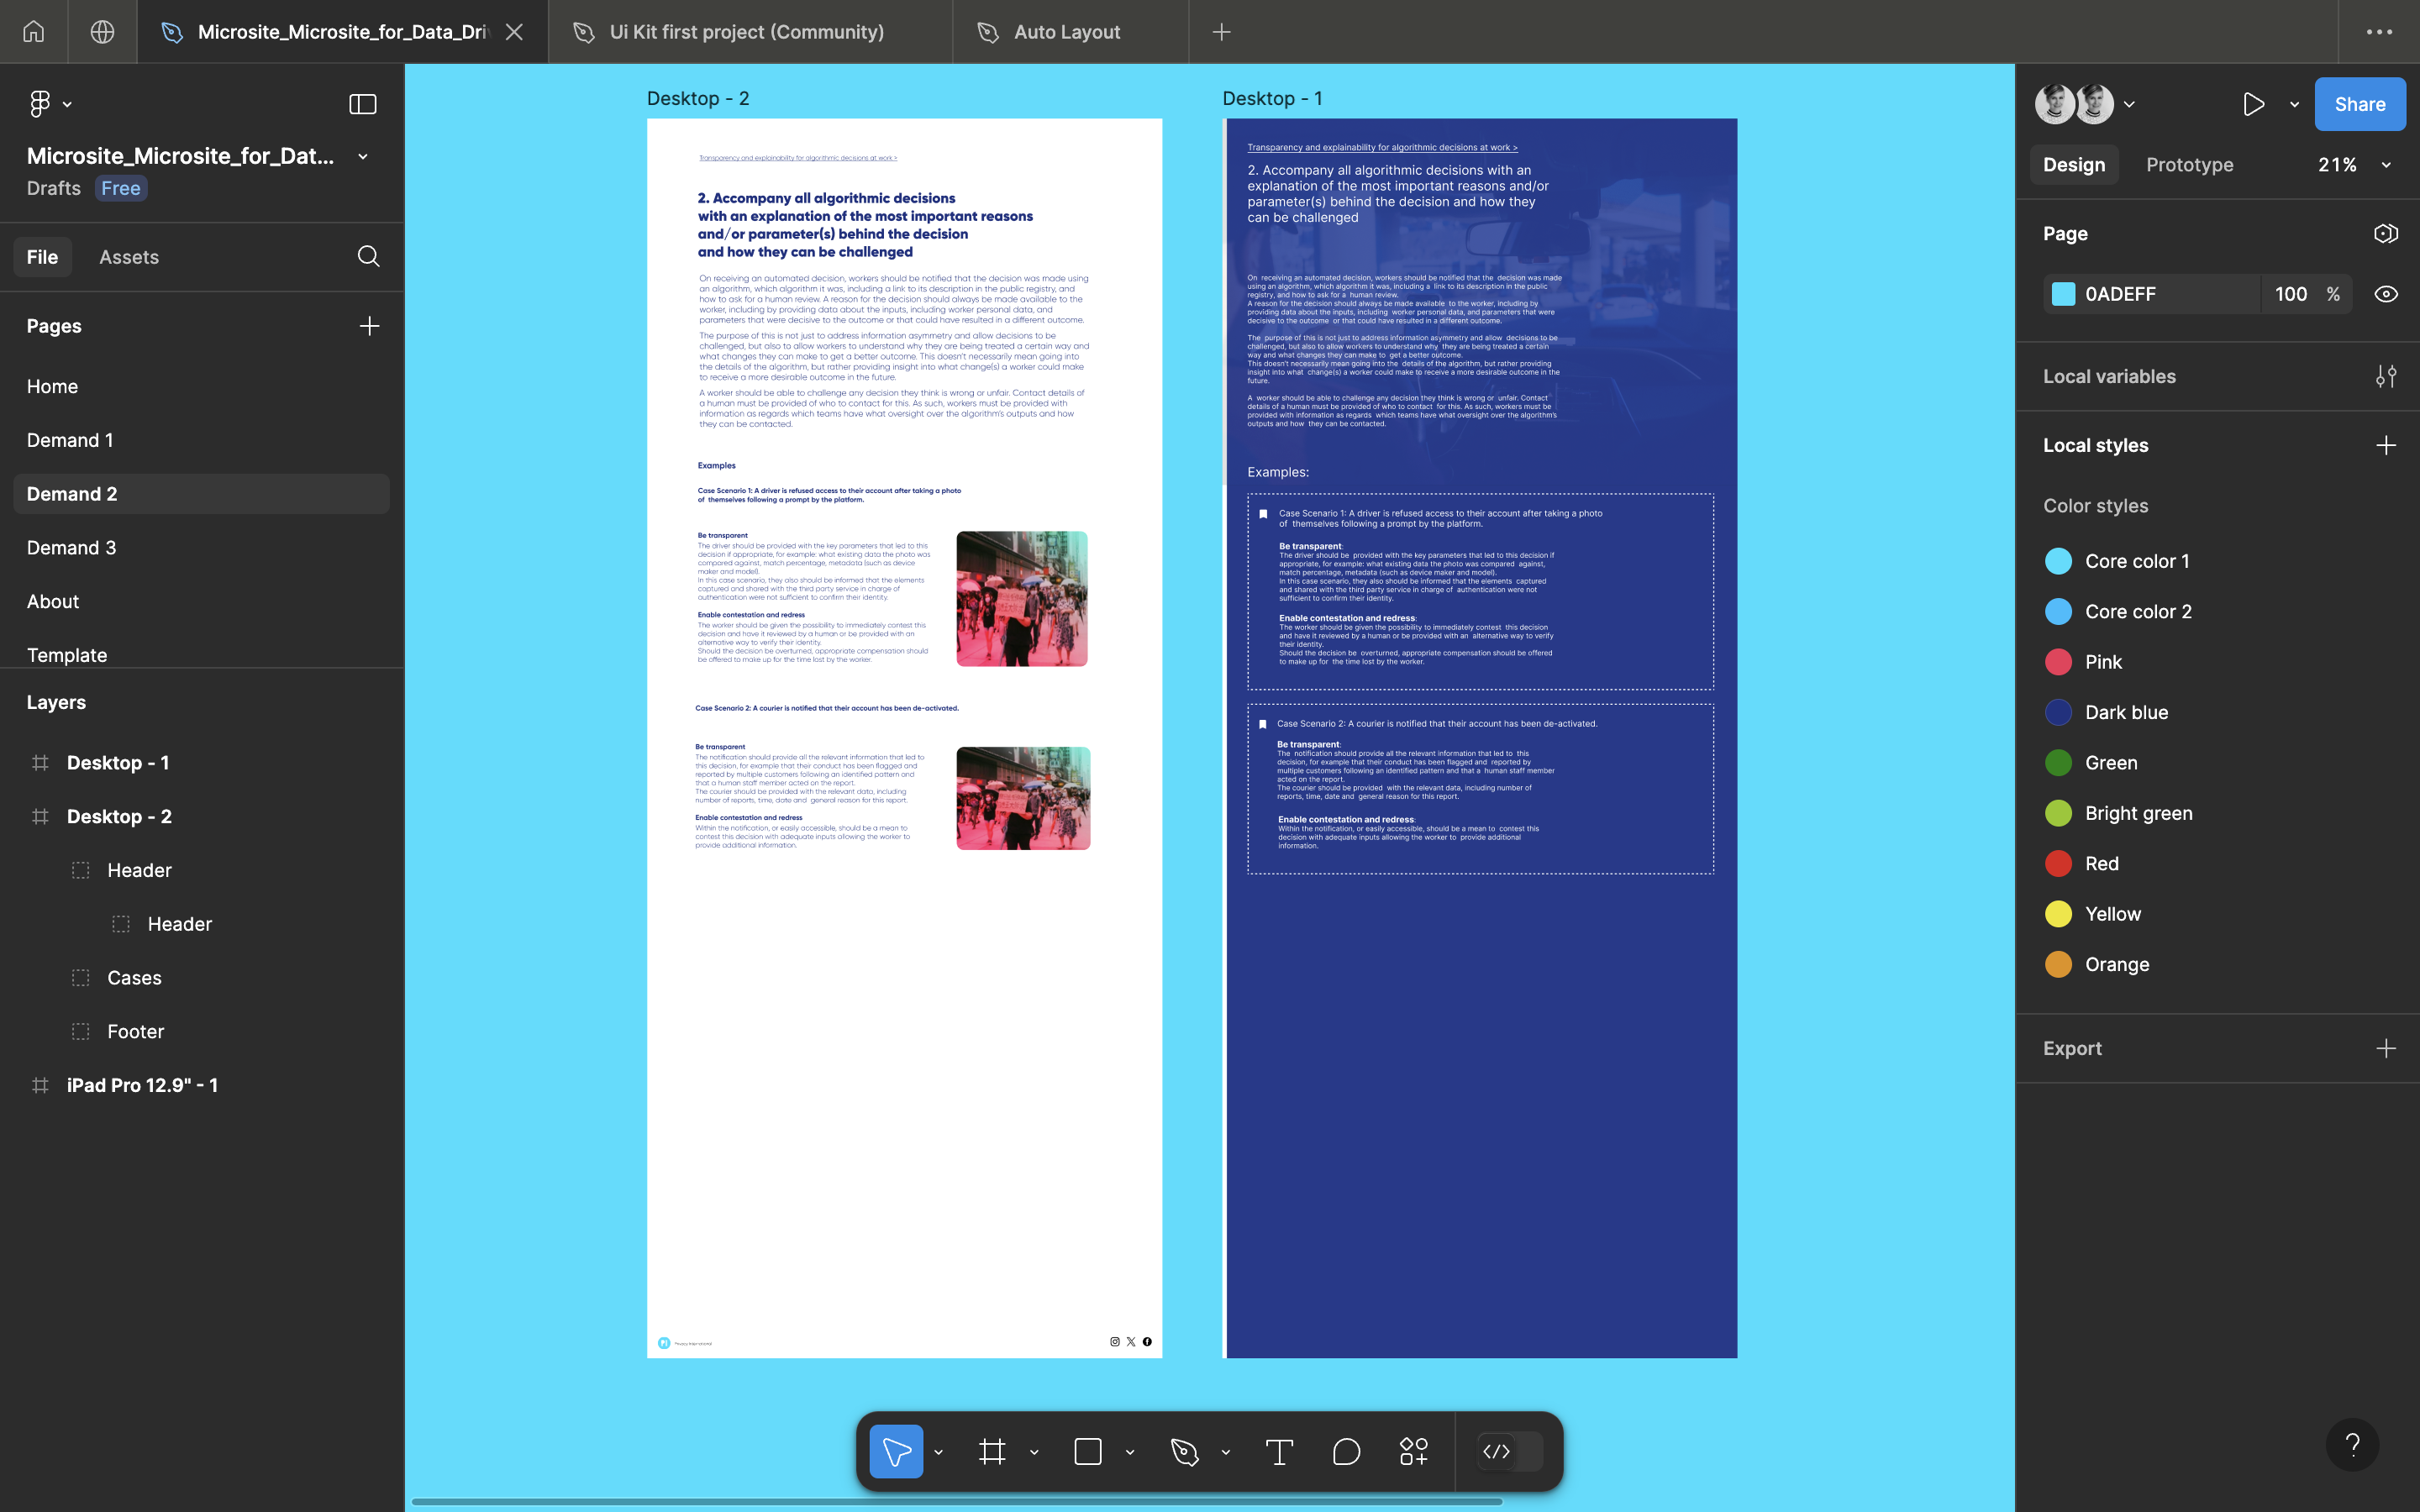 Microsite_Microsite_for_Data_Dri
Ui Kit first project (Community)
Auto Layout
Microsite_Microsite_for_Dat...
Drafts
Free
File
Assets
Pages
Home
Demand 1
Demand 2
Demand 3
About
Template
Layers
Desktop - 1
Desktop - 2
Header
Header
Cases
Footer
iPad Pro 12.9" - 1
Desktop - 2
Transparency and explainability for algorithmic decisions at work >
2. Accompany all algorithmic decisions
with an explanation of the most important reasons
and/or parameter(s) behind the decision
and how they can be challenged
On receiving an automated decision, workers should be notified that the decision was made using
an algorithm, which algorithm it was, including a link to its description in the public registry, and
how to ask for a human review. A reason for the decision should always be made available to the
worker, including by providing data about the inputs, including worker personal data, and
parameters that were decisive to the outcome or that could have resulted in a different outcome.
The purpose of this is not just to address information asymmetry and allow decisions to be
challenged, but also to allow workers to understand why they are being treated a certain way and
what changes they can make to get a better outcome. This doesn't necessarily mean going into
the details of the algorithm, but rather providing insight into what change(s) a worker could make
to receive a more desirable outcome in the future.
A worker should be able to challenge any decision they think is wrong or unfair. Contact details of
a human must be provided of who to contact for this. As such, workers must be provided with
information as regards which teams have what oversight over the algorithm's outputs and how
they can be contacted.
Examples
Case Scenario 1: A driver is refused access to their account after taking a photo
of themselves following a prompt by the platform.
Be transparent
The driver should be provided with the key parameters that led to this
decision if appropriate, for example: what existing data the photo was
compared against, match percentage, metadata (such as device
maker and model).
In this case scenario, they also should be informed that the elements
captured and shared with the third party service in charge of
authentication were not sufficient to confirm their identity.
Enable contestation and redress
The worker should be given the possibility to immediately contest this
decision and have it reviewed by a human or be provided with an
alternative way to verify their identity.
Should the decision be overturned, appropriate compensation should
be offered to make up for the time lost by the worker.
Case Scenario 2: A courier is notified that their account has been de-activated.
Be transparent
The notification should provide all the relevant information that led to
this decision, for example that their conduct has been flagged and
reported by multiple customers following an identified pattern and
that a human staff member acted on the report.
The courier should be provided with the relevant data, including
number of reports, time, date and general reason for this report.
Enable contestation and redress
Within the notification, or easily accessible, should be a mean to
contest this decision with adequate inputs allowing the worker to
provide additional information.
Desktop - 1
Transparency and explainability for algorithmic decisions at work >
2. Accompany all algorithmic decisions with an
explanation of the most important reasons and/or
parameter(s) behind the decision and how they
can be challenged
On receiving an automated decision, workers should be notified that the decision was made
using an algorithm, which algorithm it was, including a link to its description in the public
registry, and how to ask for a human review.
A reason for the decision should always be made available to the worker, including by
providing data about the inputs, including worker personal data, and parameters that were
decisive to the outcome or that could have resulted in a different outcome.
The purpose of this is not just to address information asymmetry and allow decisions to be
challenged, but also to allow workers to understand why they are being treated a certain
way and what changes they can make to get a better outcome.
This doesn't necessarily mean going into the details of the algorithm, but rather providing
insight into what change(s) a worker could make to receive a more desirable outcome in the
future.
A worker should be able to challenge any decision they think is wrong or unfair. Contact
details of a human must be provided of who to contact for this. As such, workers must be
provided with information as regards which teams have what oversight over the algorithm's
outputs and how they can be contacted.
Examples:
Case Scenario 1: A driver is refused access to their account after taking a photo
of themselves following a prompt by the platform.
Be transparent:
The driver should be provided with the key parameters that led to this decision if
appropriate, for example: what existing data the photo was compared against,
match percentage, metadata (such as device maker and model).
In this case scenario, they also should be informed that the elements captured
and shared with the third party service in charge of authentication were not
sufficient to confirm their identity.
Enable contestation and redress:
The worker should be given the possibility to immediately contest this decision
and have it reviewed by a human or be provided with an alternative way to verify
their identity.
Should the decision be overturned, appropriate compensation should be offered
to make up for the time lost by the worker.
Case Scenario 2: A courier is notified that their account has been de-activated.
Be transparent:
The notification should provide all the relevant information that led to this
decision, for example that their conduct has been flagged and reported by
multiple customers following an identified pattern and that a human staff member
acted on the report.
The courier should be provided with the relevant data, including number of
reports, time, date and general reason for this report.
Enable contestation and redress:
Within the notification, or easily accessible, should be a mean to contest this
decision with adequate inputs allowing the worker to provide additional
information.
Share
Design
Prototype
21%
Page
0ADEFF
100 %
Local variables
Local styles
Color styles
Core color 1
Core color 2
Pink
Dark blue
Green
Bright green
Red
Yellow
Orange
Export